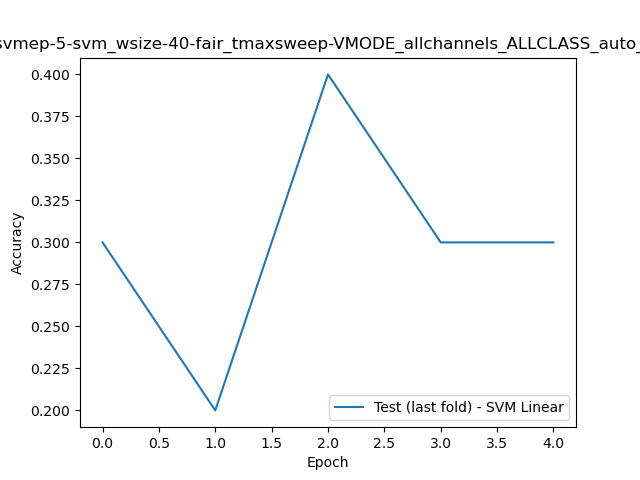 svmep-5-svm_wsize-40-fair_tmaxsweep-VMODE_allchannels_ALLCLASS_auto_
0.400
0.375
0.350
0.325
0.300
0.275
0.250
0.225
0.200
Accuracy
Test (last fold) - SVM Linear
0.0 0.5 1.0 1.5 2.0 2.5 3.0 3.5 4.0
Epoch